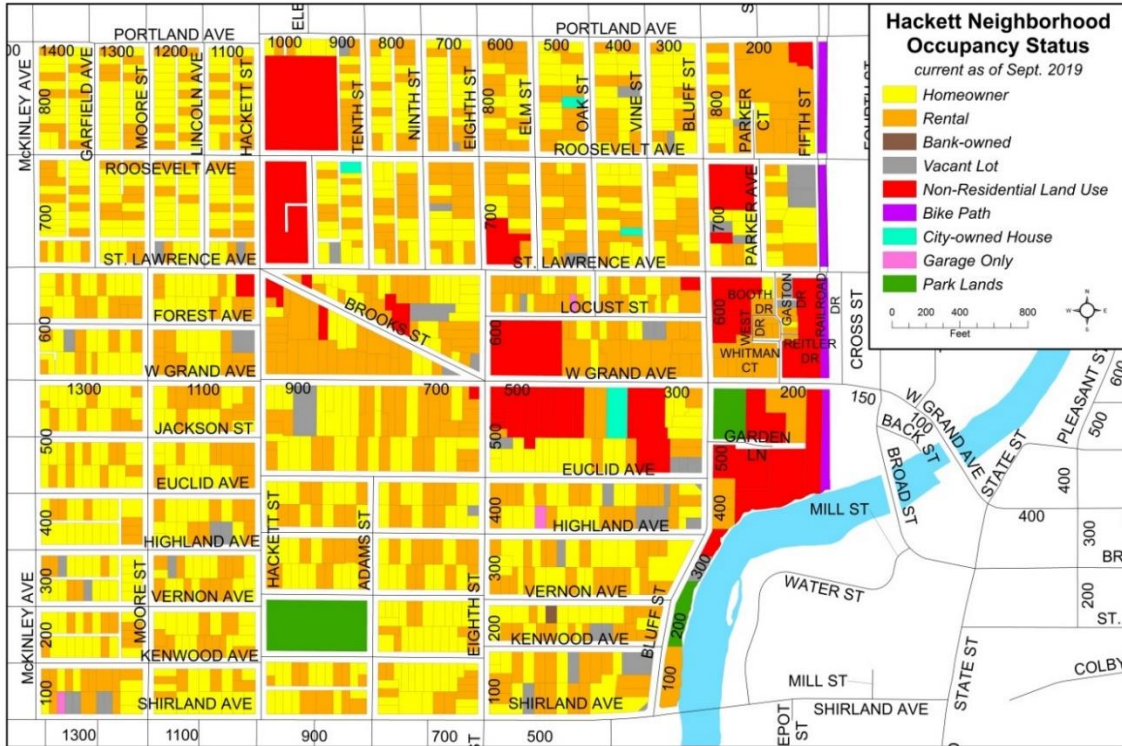 Hackett Neighborhood
Occupancy Status
current as of Sept. 2019
Homeowner
Rental
Bank-owned
Vacant Lot
Non-Residential Land Use
Bike Path
City-owned House
Garage Only
Park Lands
0 200 400 800
Feet
N
W E
S
PORTLAND AVE
PORTLAND AVE
1400 1300 1200 1100 1000 900 800 700 600 500 400 300 200
McKINLEY AVE
800
GARFIELD AVE
MOORE ST
LINCOLN AVE
HACKETT ST
TENTH ST
NINTH ST
EIGHTH ST
800
ELM ST
OAK ST
VINE ST
BLUFF ST
800
PARKER CT
FIFTH ST
ROOSEVELT AVE
ROOSEVELT AVE
700
700
700
PARKER AVE
ST. LAWRENCE AVE
ST. LAWRENCE AVE
BROOKS ST
LOCUST ST
FOREST AVE
600
600
600
BOOTH DR
WEST DR
GASTON DR
RAILROAD DR
REITLER DR
WHITMAN CT
CROSS ST
W GRAND AVE
W GRAND AVE
1300 1100 900 700 500 300 200 150
100
W GRAND AVE
BACK ST
PLEASANT ST
600
500
JACKSON ST
500
500
500
GARDEN LN
EUCLID AVE
EUCLID AVE
BROAD ST
STATE ST
400
400
HACKETT ST
ADAMS ST
400
HIGHLAND AVE
HIGHLAND AVE
400
MILL ST
400
300
BR
McKINLEY AVE
300
300
300
VERNON AVE
VERNON AVE
WATER ST
MOORE ST
EIGHTH ST
BLUFF ST
200
200
200
200
ST.
KENWOOD AVE
KENWOOD AVE
STATE ST
COLBY
100
100
100
MILL ST
SHIRLAND AVE
SHIRLAND AVE
SHIRLAND AVE
1300 1100 900 700 500